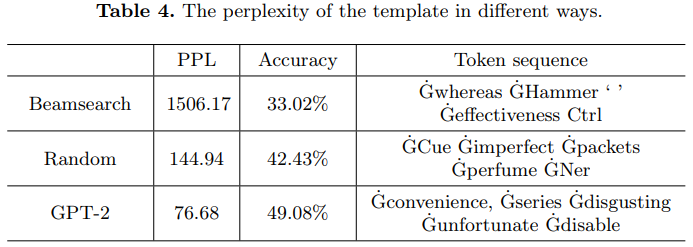 Table 4. The perplexity of the template in different ways.
PPL Accuracy Token sequence
Beamsearch 1506.17 33.02% Ġwhereas ĠHammer ‘ ’
Ġeffectiveness Ctrl
Random 144.94 42.43% ĠCue Ġimperfect Ġpackets
Ġperfume ĠNer
GPT-2 76.68 49.08% Ġconvenience, Ġseries Ġdisgusting
Ġunfortunate Ġdisable